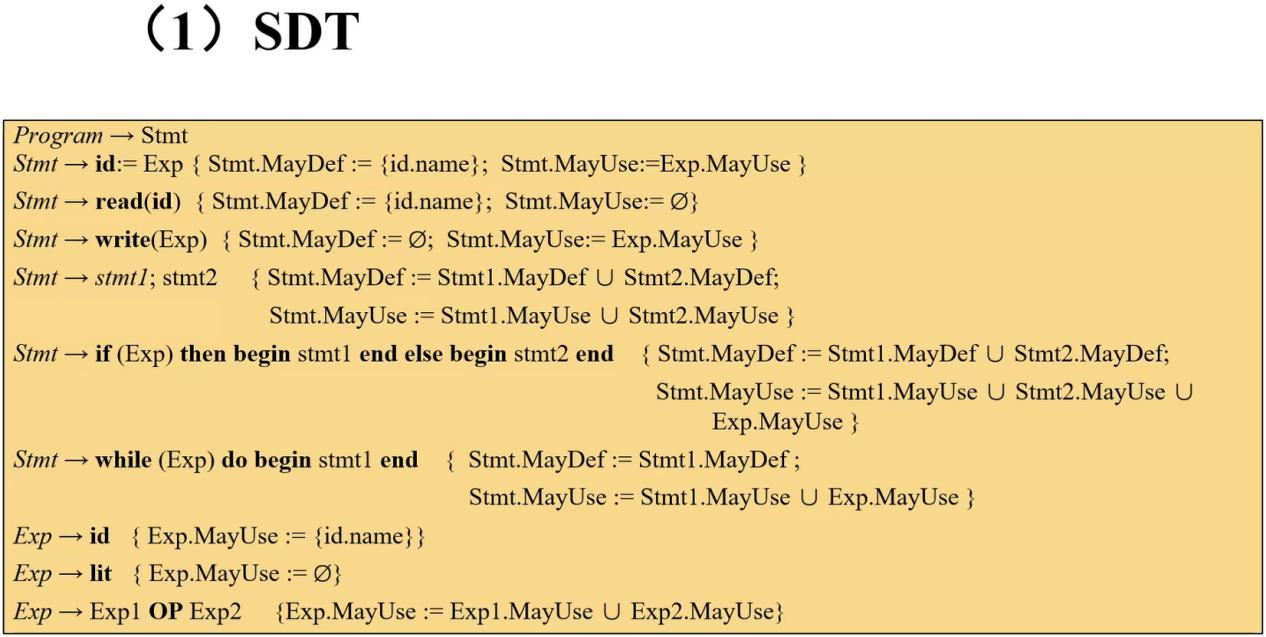 （1）SDT
Program → Stmt
Stmt → id:= Exp { Stmt.MayDef := {id.name}; Stmt.MayUse:=Exp.MayUse }
Stmt → read(id) { Stmt.MayDef := {id.name}; Stmt.MayUse:= ∅}
Stmt → write(Exp) { Stmt.MayDef := ∅; Stmt.MayUse:= Exp.MayUse }
Stmt → stmt1; stmt2 { Stmt.MayDef := Stmt1.MayDef ∪ Stmt2.MayDef;
Stmt.MayUse := Stmt1.MayUse ∪ Stmt2.MayUse }
Stmt → if (Exp) then begin stmt1 end else begin stmt2 end { Stmt.MayDef := Stmt1.MayDef ∪ Stmt2.MayDef;
Stmt.MayUse := Stmt1.MayUse ∪ Stmt2.MayUse ∪
Exp.MayUse }
Stmt → while (Exp) do begin stmt1 end { Stmt.MayDef := Stmt1.MayDef ;
Stmt.MayUse := Stmt1.MayUse ∪ Exp.MayUse }
Exp → id { Exp.MayUse := {id.name}}
Exp → lit { Exp.MayUse := ∅}
Exp → Exp1 OP Exp2 {Exp.MayUse := Exp1.MayUse ∪ Exp2.MayUse}